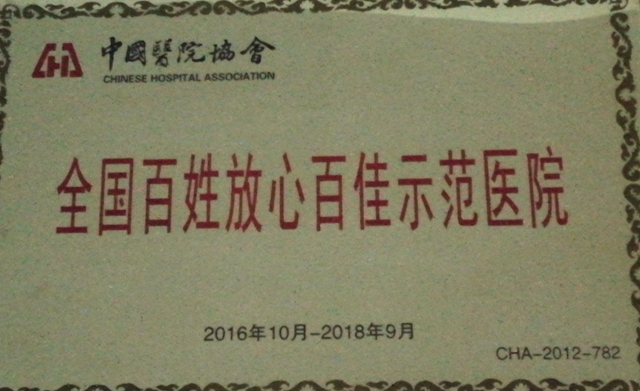 中國醫院協會
CHINESE HOSPITAL ASSOCIATION
全国百姓放心百佳示范医院
2016年10月-2018年9月
CHA-2012-782